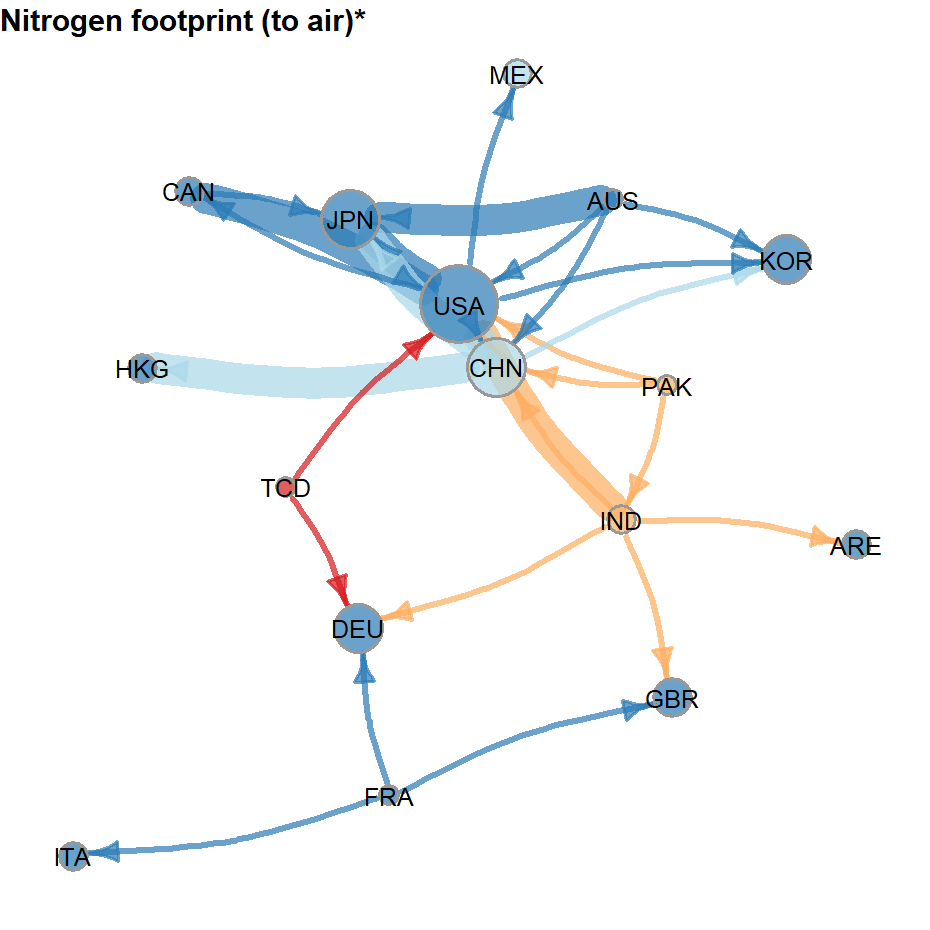 Nitrogen footprint (to air)*
MEX
CAN
AUS
JPN
KOR
USA
HKG
CHN
PAK
TCD
IND
ARE
DEU
GBR
FRA
ITA